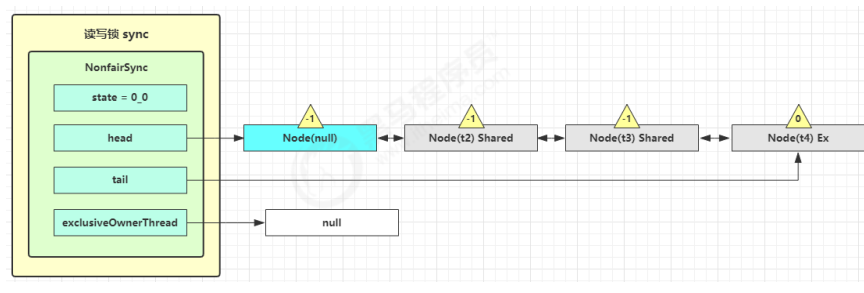 读写锁 sync
NonfairSync
state = 0_0
head
tail
exclusiveOwnerThread
-1
Node(null)
-1
Node(t2) Shared
-1
Node(t3) Shared
0
Node(t4) Ex
null